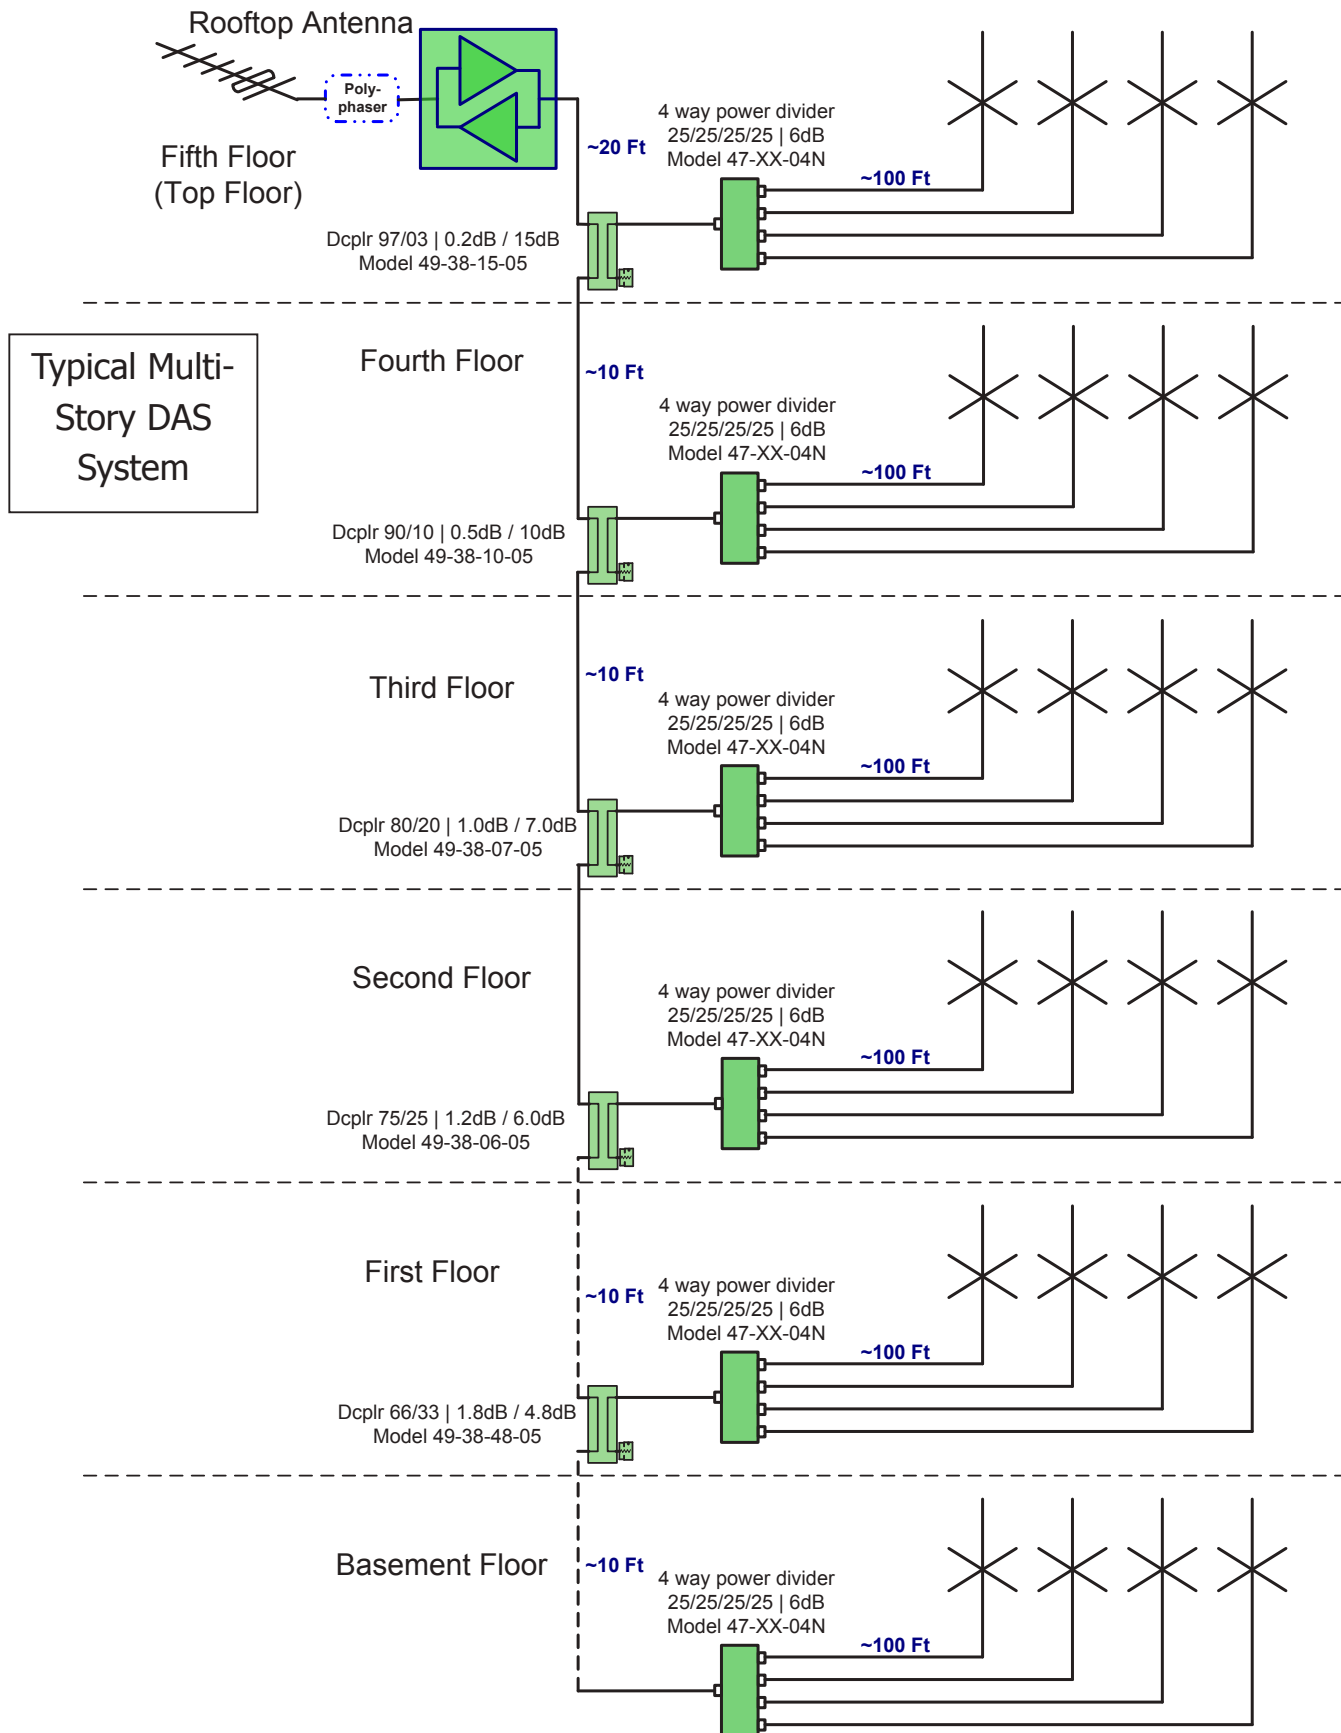 Rooftop Antenna
Poly-
phaser
Fifth Floor
(Top Floor)
~20 Ft
4 way power divider
25/25/25/25 | 6dB
Model 47-XX-04N
~100 Ft
Dcplr 97/03 | 0.2dB / 15dB
Model 49-38-15-05
Typical Multi-
Story DAS
System
Fourth Floor
~10 Ft
4 way power divider
25/25/25/25 | 6dB
Model 47-XX-04N
~100 Ft
Dcplr 90/10 | 0.5dB / 10dB
Model 49-38-10-05
Third Floor
~10 Ft
4 way power divider
25/25/25/25 | 6dB
Model 47-XX-04N
~100 Ft
Dcplr 80/20 | 1.0dB / 7.0dB
Model 49-38-07-05
Second Floor
4 way power divider
25/25/25/25 | 6dB
Model 47-XX-04N
~100 Ft
Dcplr 75/25 | 1.2dB / 6.0dB
Model 49-38-06-05
First Floor
~10 Ft
4 way power divider
25/25/25/25 | 6dB
Model 47-XX-04N
~100 Ft
Dcplr 66/33 | 1.8dB / 4.8dB
Model 49-38-48-05
Basement Floor
~10 Ft
4 way power divider
25/25/25/25 | 6dB
Model 47-XX-04N
~100 Ft